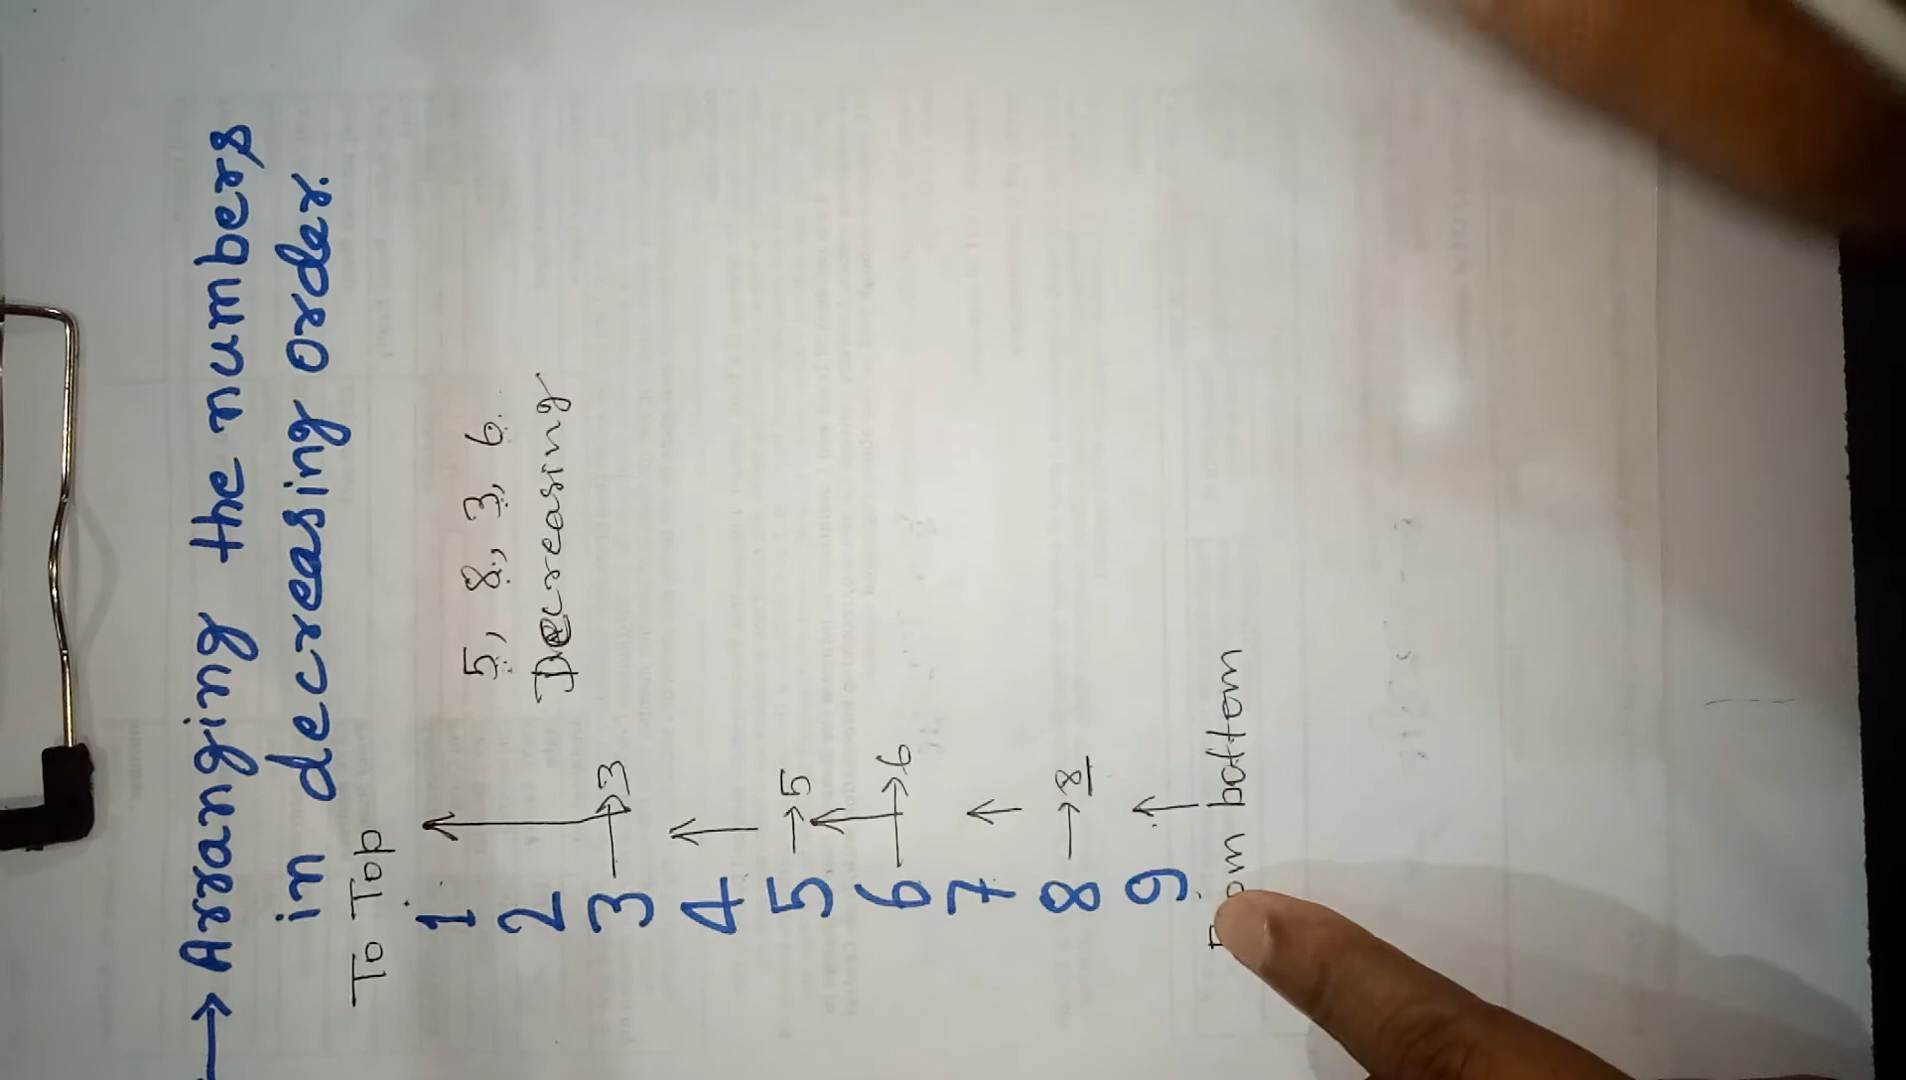 → Arranging the numbers
in decreasing order.
To Top
1
2
3 → 3
4
5 → 5
6 → 6
7
8 → 8
9
bottom
5, 8, 3, 6
Decreasing